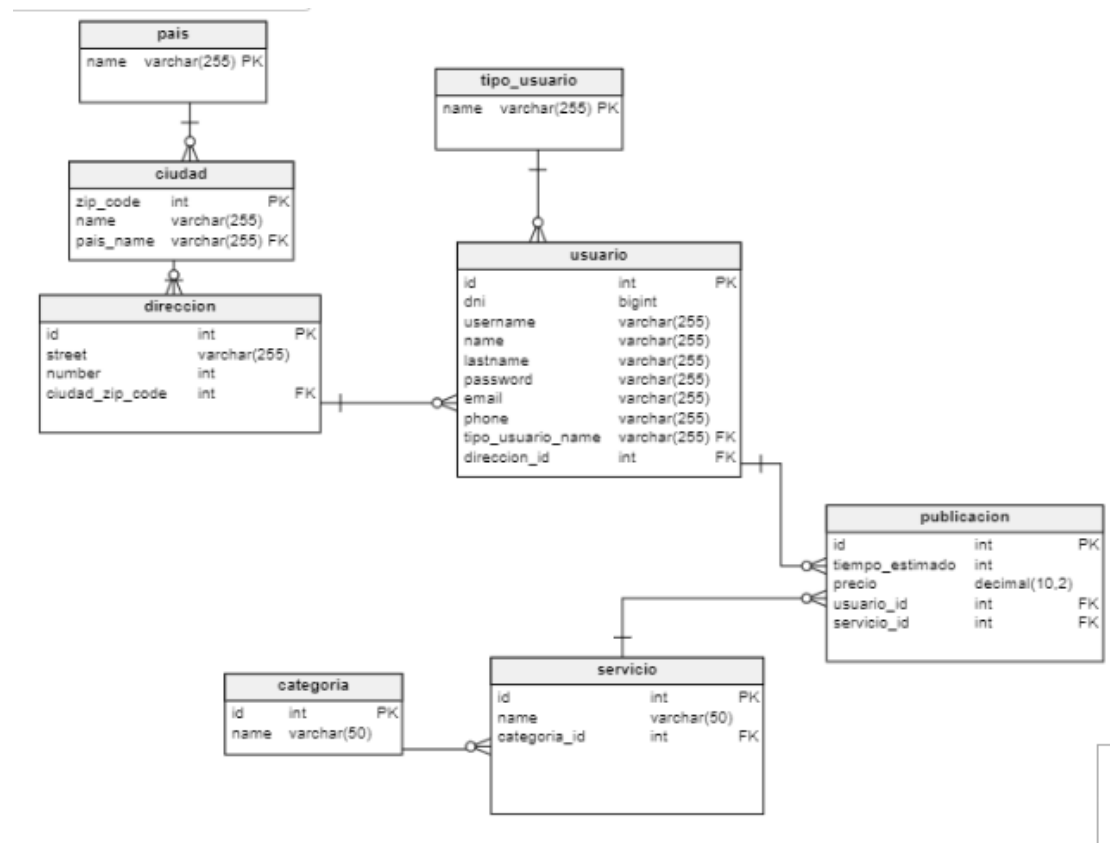 pais
name varchar(255) PK
tipo_usuario
name varchar(255) PK
ciudad
zip_code int PK
name varchar(255)
pais_name varchar(255) FK
usuario
id int PK
dni bigint
username varchar(255)
name varchar(255)
lastname varchar(255)
password varchar(255)
email varchar(255)
phone varchar(255)
tipo_usuario_name varchar(255) FK
direccion_id int FK
direccion
id int PK
street varchar(255)
number int
ciudad_zip_code int FK
publicacion
id int PK
tiempo_estimado int
precio decimal(10,2)
usuario_id int FK
servicio_id int FK
servicio
id int PK
name varchar(50)
categoria_id int FK
categoria
id int PK
name varchar(50)